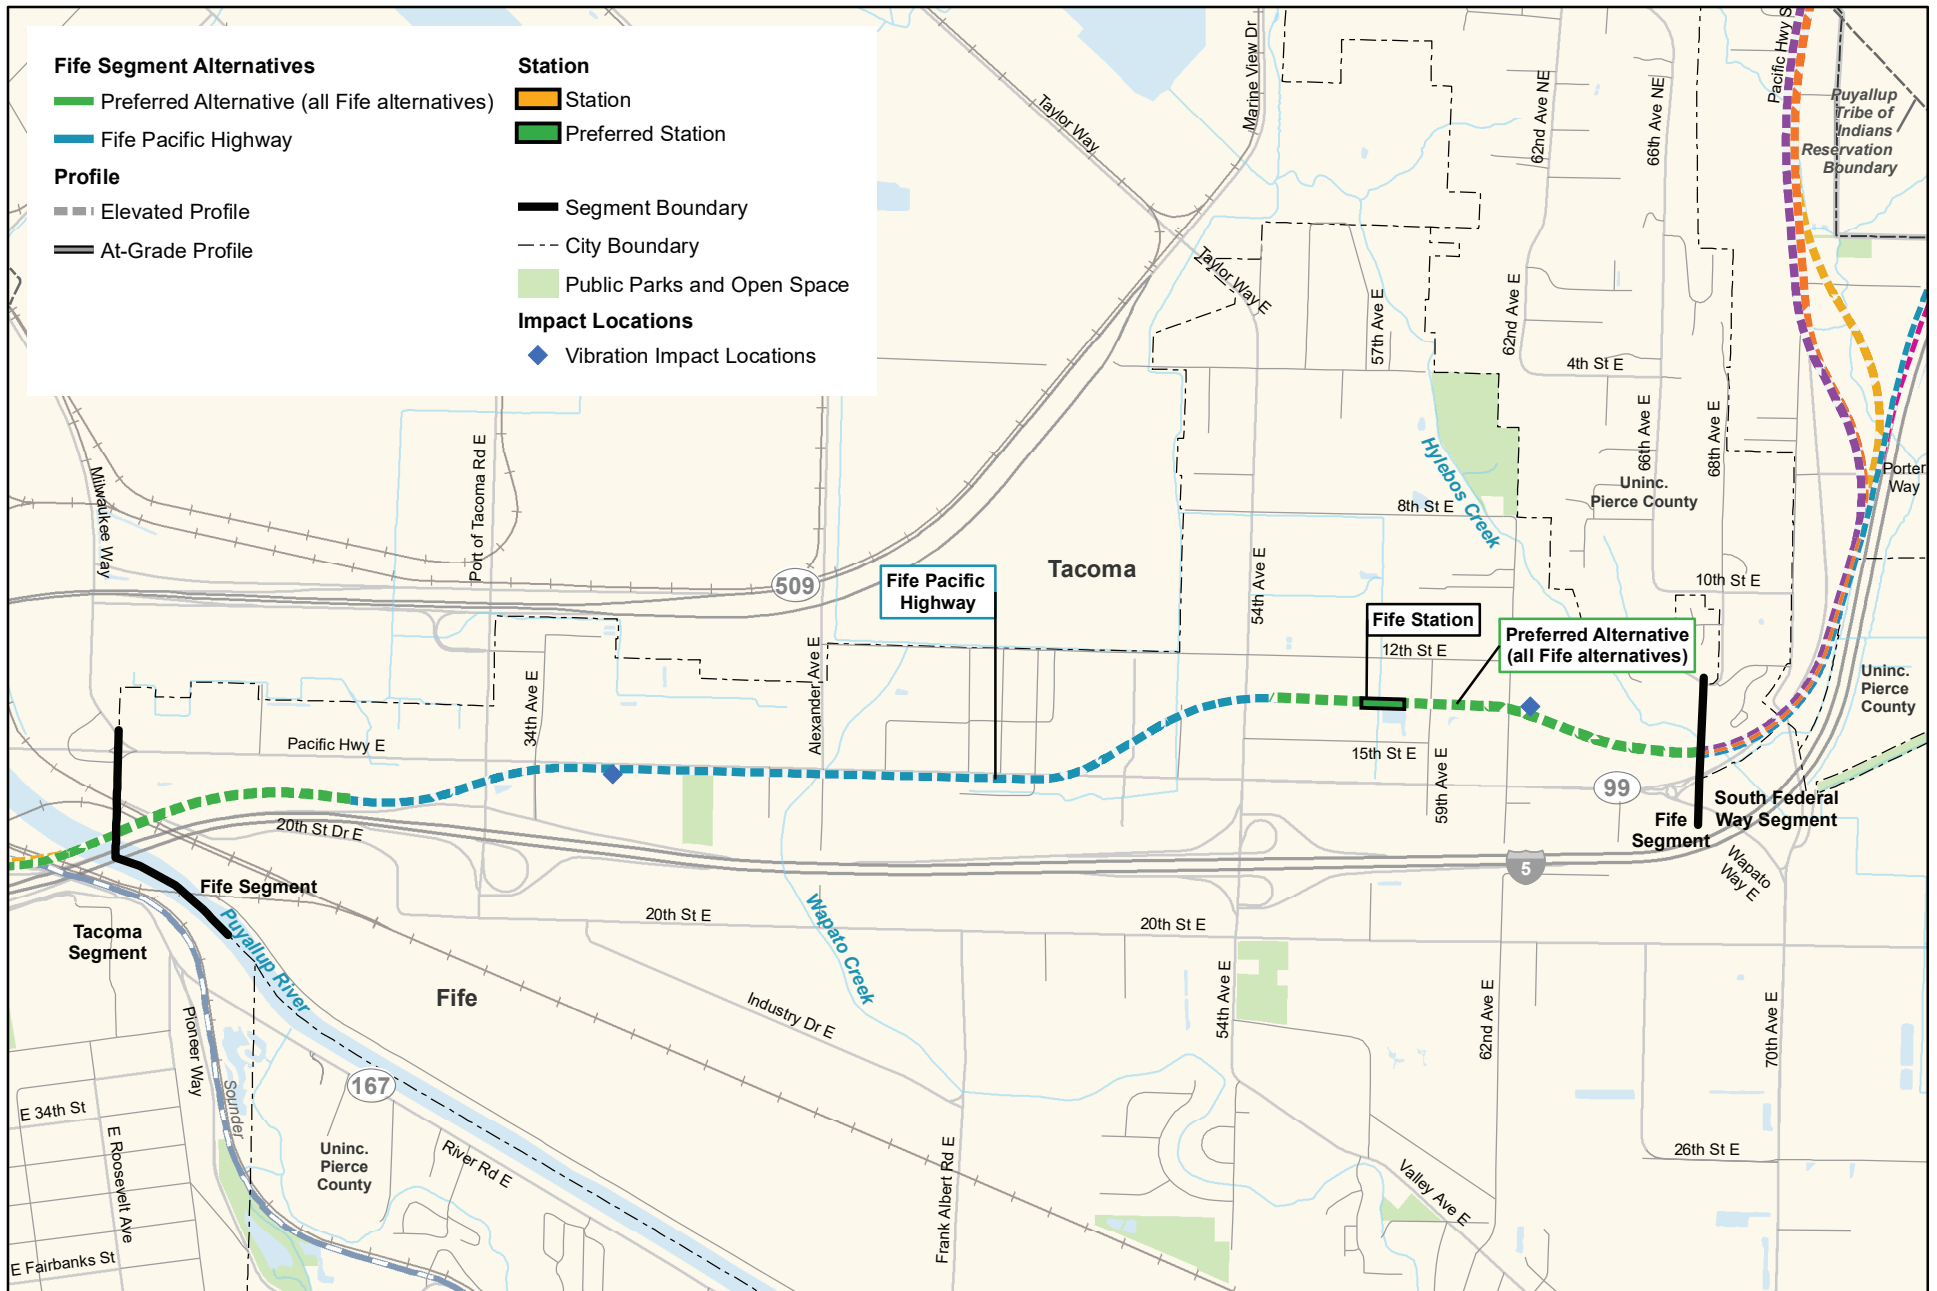 Fife Segment Alternatives
Preferred Alternative (all Fife alternatives)
Fife Pacific Highway
Profile
Elevated Profile
At-Grade Profile
Station
Station
Preferred Station
Segment Boundary
City Boundary
Public Parks and Open Space
Impact Locations
Vibration Impact Locations
Taylor Way
Marine View Dr
62nd Ave NE
66th Ave NE
Pacific Hwy S
Puyallup
Tribe of
Indians
Reservation
Boundary
Taylor Way E
57th Ave E
62nd Ave E
4th St E
66th Ave E
68th Ave E
Hylebos Creek
Uninc.
Pierce County
Porter
Way
8th St E
Milwaukee Way
Port of Tacoma Rd E
509
Tacoma
54th Ave E
10th St E
Fife Pacific
Highway
Fife Station
Preferred Alternative
(all Fife alternatives)
12th St E
34th Ave E
Alexander Ave E
Uninc.
Pierce
County
Pacific Hwy E
15th St E
59th Ave E
99
South Federal
Way Segment
Fife
Segment
20th St Dr E
5
Wapato
Way E
Fife Segment
Tacoma
Segment
Puyallup River
20th St E
20th St E
Wapato Creek
Fife
Industry Dr E
54th Ave E
62nd Ave E
70th Ave E
Pioneer Way
Sounder
167
E 34th St
E Roosevelt Ave
Uninc.
Pierce
County
River Rd E
Frank Albert Rd E
Valley Ave E
26th St E
E Fairbanks St